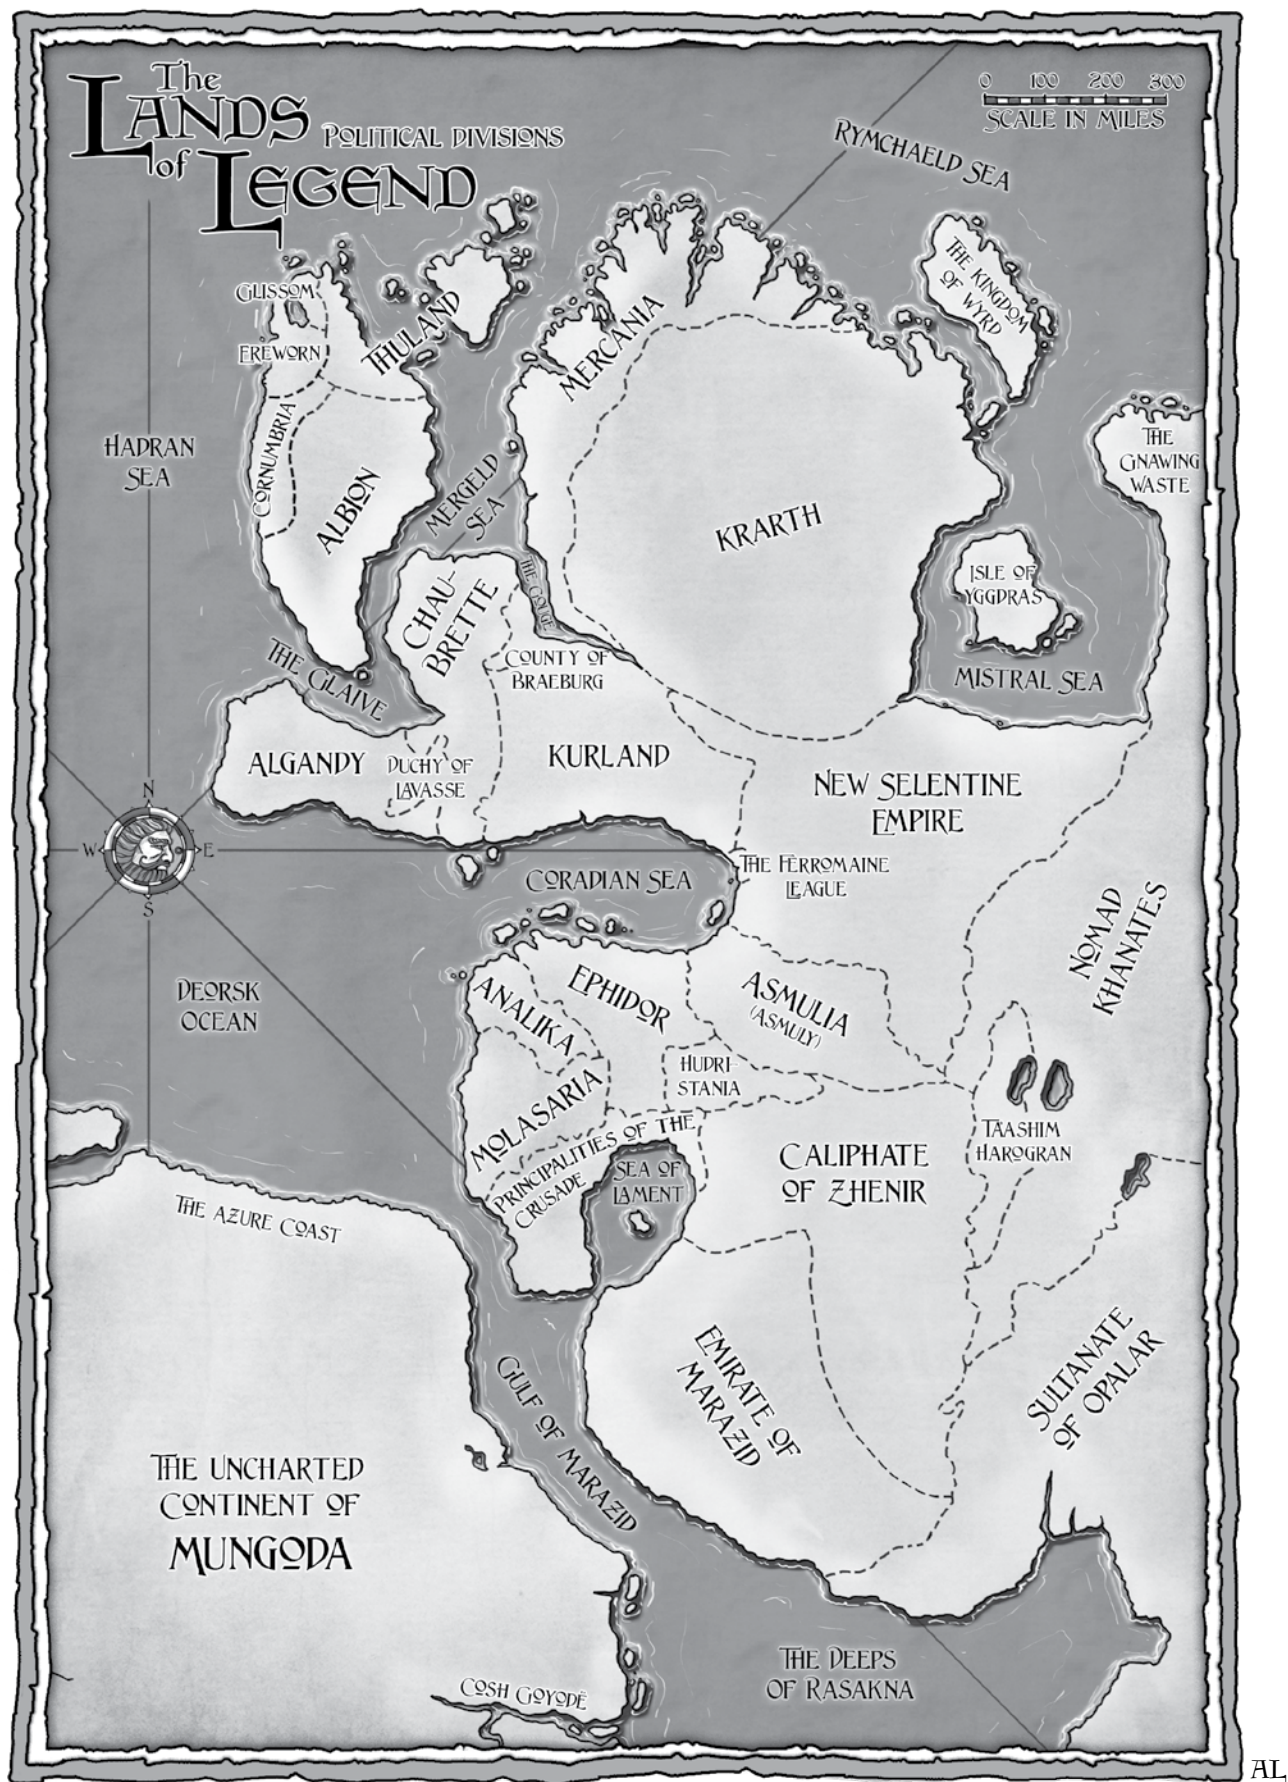 The
LANDS
of
LEGEND
POLITICAL DIVISIONS
0 100 200 300
SCALE IN MILES
RYMCHAELD SEA
THE KINGDOM
OF WYRD
GLISSOM
EREWORN
THULAND
MERCANIA
CORNUMBRIA
ALBION
HADRAN
SEA
MERGELD
SEA
THE
GNAWING
WASTE
KRARTH
ISLE OF
YGGDRAS
MISTRAL SEA
THE GOUGE
CHAU-
BRETTE
COUNTY OF
BRAEBURG
THE GLAIVE
ALGANDY
DUCHY OF
LAVASSE
KURLAND
NEW SELENTINE
EMPIRE
N
W
E
S
THE FERROMAINE
LEAGUE
CORADIAN SEA
NOMAD
KHANATES
DEORSK
OCEAN
ANALIKA
EPHIDOR
ASMULIA
(ASMULY)
HUDRI-
STANIA
MOLASARIA
PRINCIPALITIES OF THE
CRUSADE
SEA OF
LAMENT
CALIPHATE
OF ZHENIR
TAASHIM
HAROGRAN
THE AZURE COAST
EMIRATE OF
MARAZID
SULTANATE
OF OPALAR
GULF OF MARAZID
THE UNCHARTED
CONTINENT OF
MUNGODA
THE DEEPS
OF RASAKNA
COSH GOYODË
AL